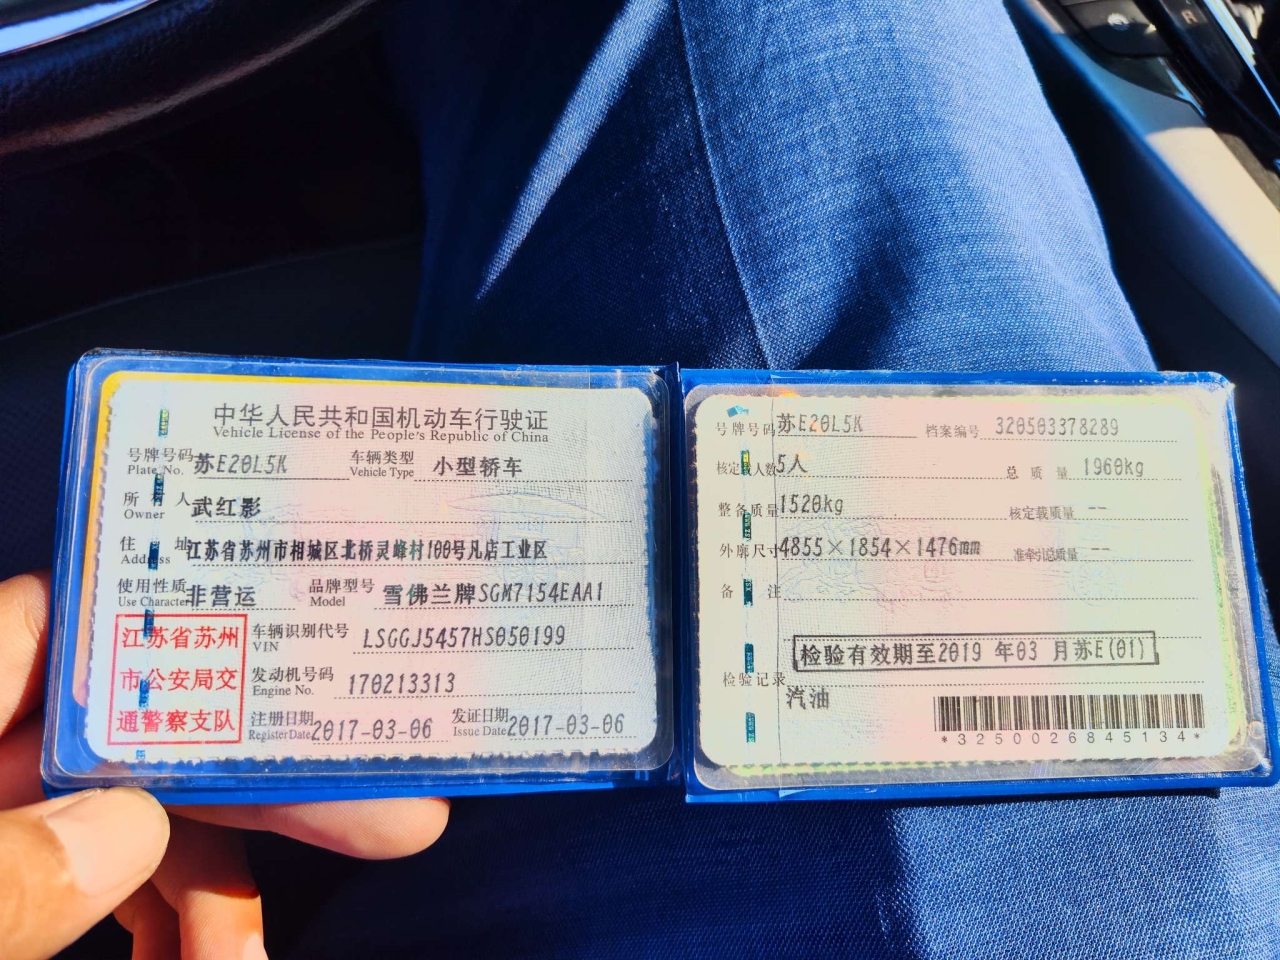 中华人民共和国机动车行驶证
Vehicle License of the People's Republic of China
号牌号码 苏E20L5K 车辆类型 小型轿车
Plate No. Vehicle Type
所有人 武红影
Owner
住址 江苏省苏州市相城区北桥灵峰村100号凡店工业区
Address
使用性质 非营运 品牌型号 雪佛兰牌SGM7154EAA1
Use Character Model
江苏省苏州
市公安局交
通警察支队
车辆识别代号 LSGGJ5457HS050199
VIN
发动机号码 170213313
Engine No.
注册日期 2017-03-06 发证日期 2017-03-06
Register Date Issue Date
号牌号码 苏E20L5K 档案编号 320503378289
核定载人数 5人 总质量 1960kg
整备质量 1520kg 核定载质量 --
外廓尺寸 4855×1854×1476mm 准牵引总质量 --
备注
检验有效期至2019 年03 月苏E(01)
检验记录
汽油
*3250026845134*
R